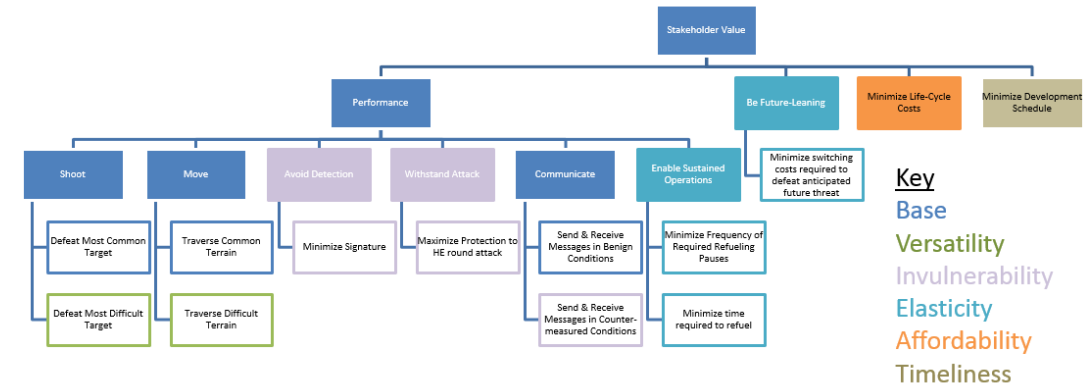 Stakeholder Value
Performance
Be Future-Leaning
Minimize Life-Cycle
Costs
Minimize Development
Schedule
Shoot
Move
Avoid Detection
Withstand Attack
Communicate
Enable Sustained
Operations
Minimize switching
costs required to
defeat anticipated
future threat
Defeat Most Common
Target
Traverse Common
Terrain
Minimize Signature
Maximize Protection to
HE round attack
Send & Receive
Messages in Benign
Conditions
Minimize Frequency of
Required Refueling
Pauses
Defeat Most Difficult
Target
Traverse Difficult
Terrain
Send & Receive
Messages in Counter-
measured Conditions
Minimize time
required to refuel
Key
Base
Versatility
Invulnerability
Elasticity
Affordability
Timeliness